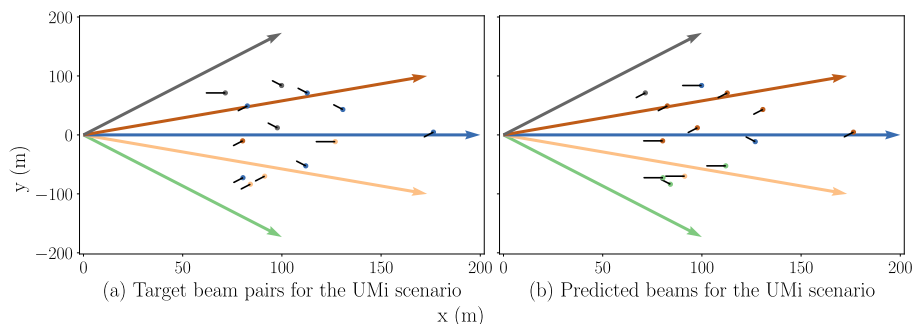 200
100
0
−100
−200
y (m)
0 50 100 150 200
0 50 100 150 200
(a) Target beam pairs for the UMi scenario
(b) Predicted beams for the UMi scenario
x (m)